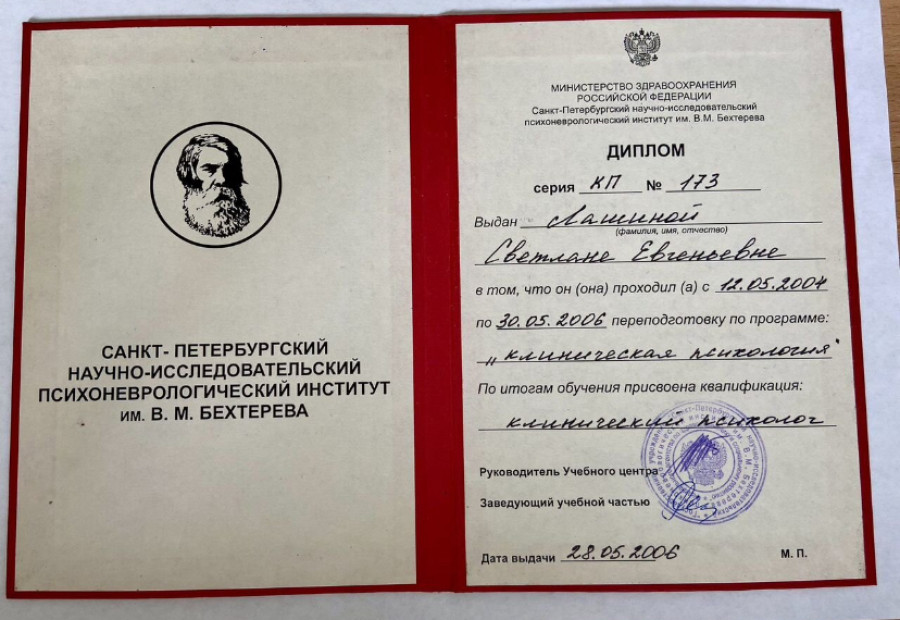 САНКТ- ПЕТЕРБУРГСКИЙ
НАУЧНО-ИССЛЕДОВАТЕЛЬСКИЙ
ПСИХОНЕВРОЛОГИЧЕСКИЙ ИНСТИТУТ
ИМ. В. М. БЕХТЕРЕВА
МИНИСТЕРСТВО ЗДРАВООХРАНЕНИЯ
РОССИЙСКОЙ ФЕДЕРАЦИИ
Санкт-Петербургский научно-исследовательский
психоневрологический институт им. В.М. Бехтерева
ДИПЛОМ
серия КП № 173
Выдан Лашиной
(фамилия, имя, отчество)
Светлане Евгеньевне
в том, что он (она) проходил (а) с 12.05.2004
по 30.05.2006 переподготовку по программе:
„клиническая психология"
По итогам обучения присвоена квалификация:
клинический психолог
Руководитель Учебного центра
Заведующий учебной частью
Дата выдачи 28.05.2006 М. П.